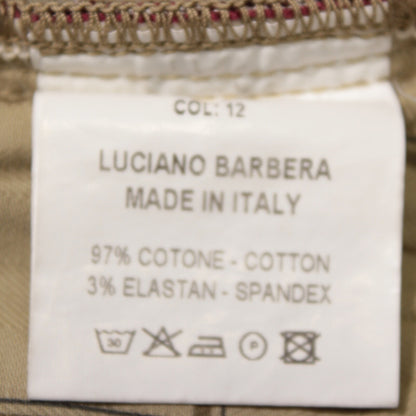 COL: 12
LUCIANO BARBERA
MADE IN ITALY
97% COTONE - COTTON
3% ELASTAN - SPANDEX
30 P